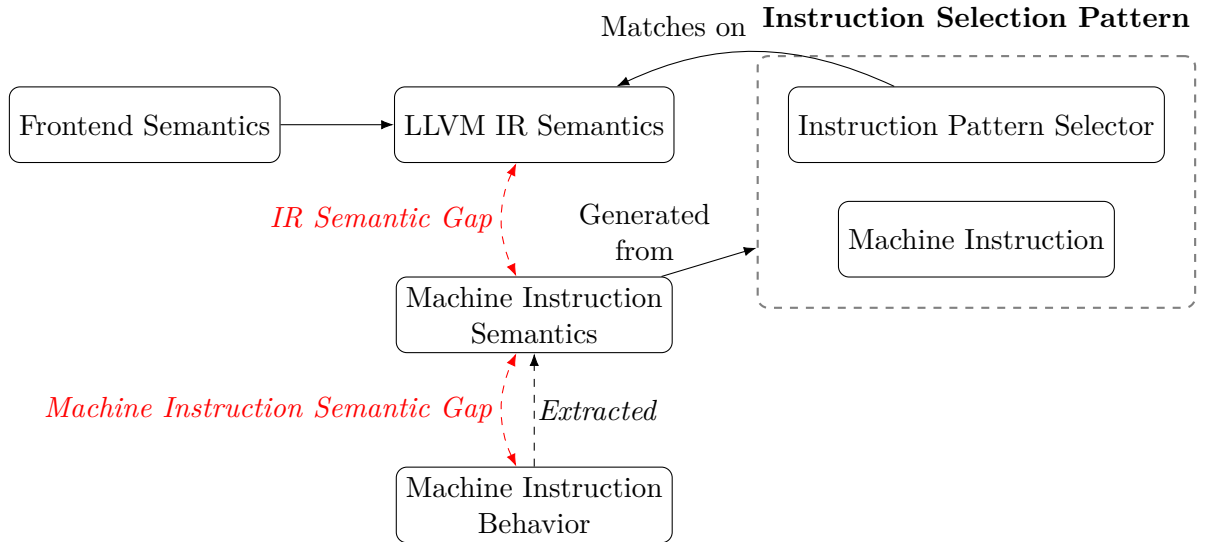 Instruction Selection Pattern
Matches on
Frontend Semantics
LLVM IR Semantics
Instruction Pattern Selector
IR Semantic Gap
Generated
from
Machine Instruction
Machine Instruction
Semantics
Machine Instruction Semantic Gap
Extracted
Machine Instruction
Behavior